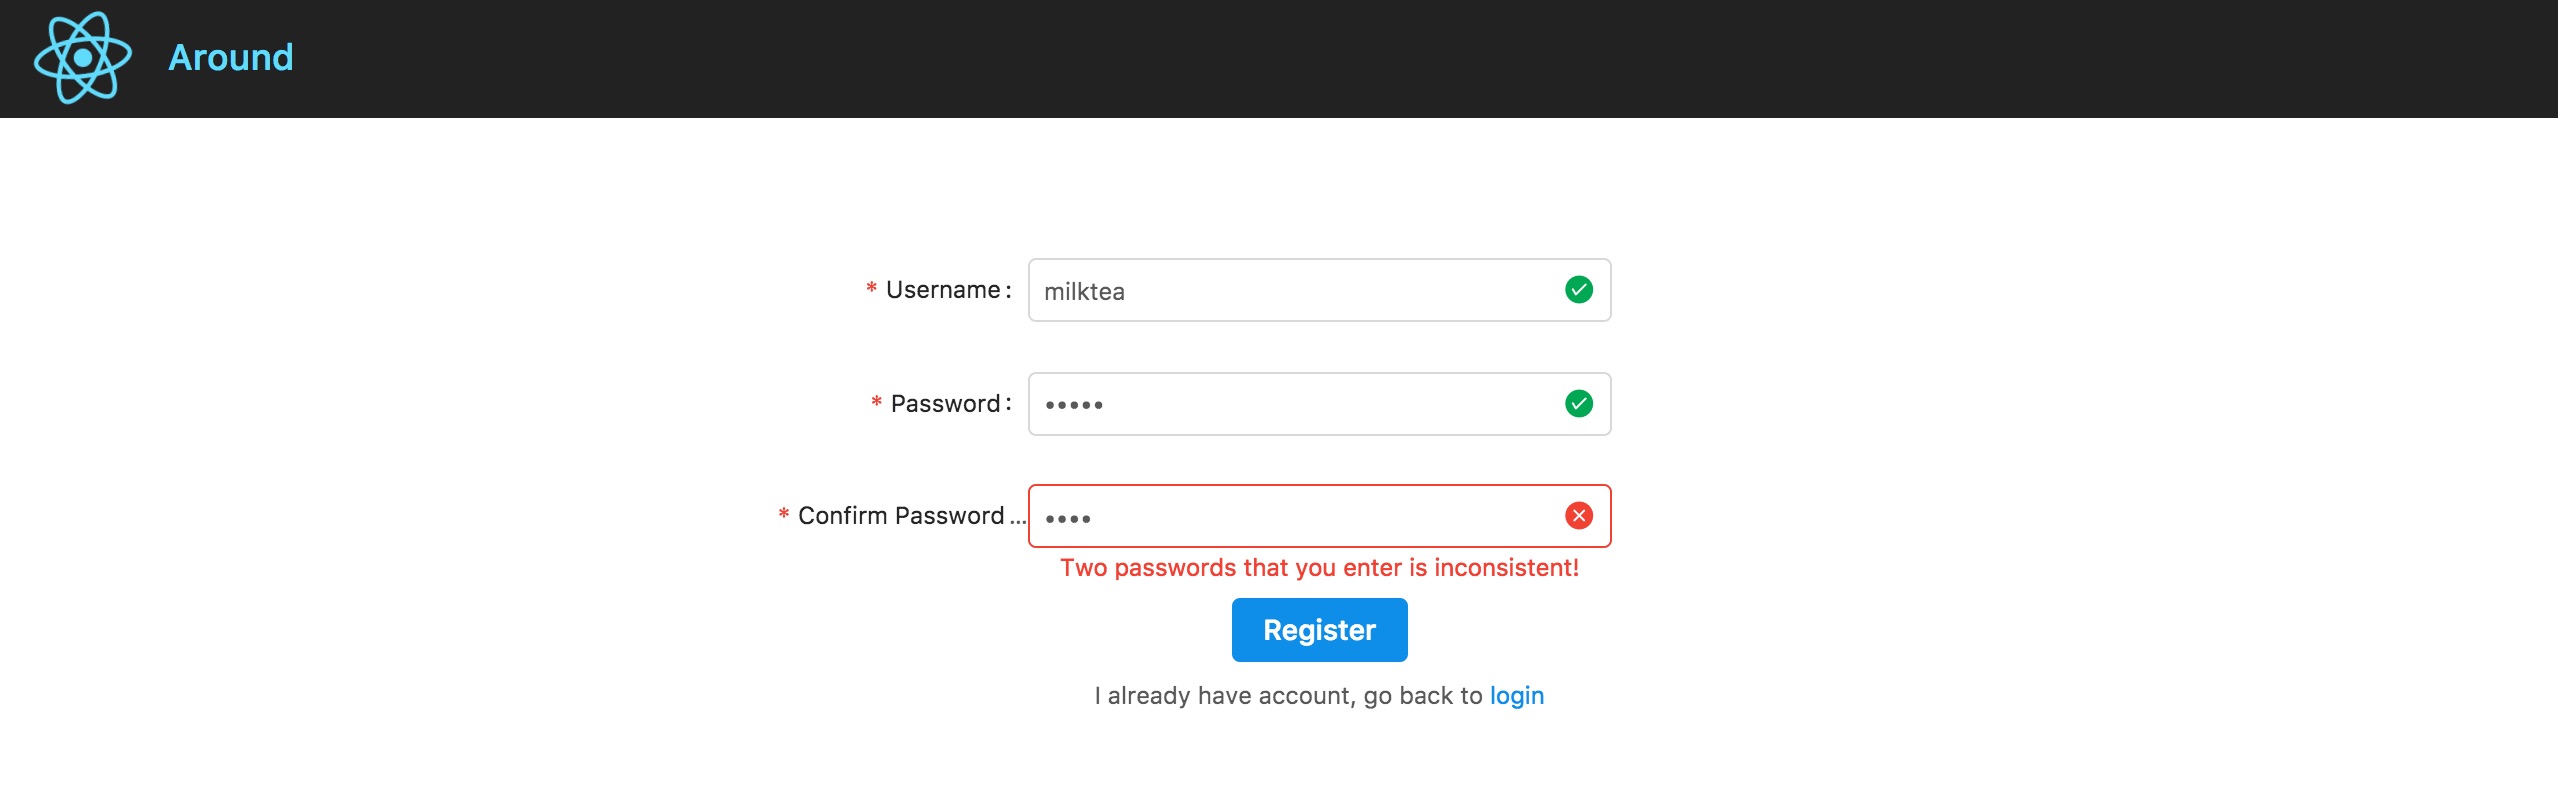 Around
* Username:
milktea
* Password:
•••••
* Confirm Password ...
••••
Two passwords that you enter is inconsistent!
Register
I already have account, go back to login